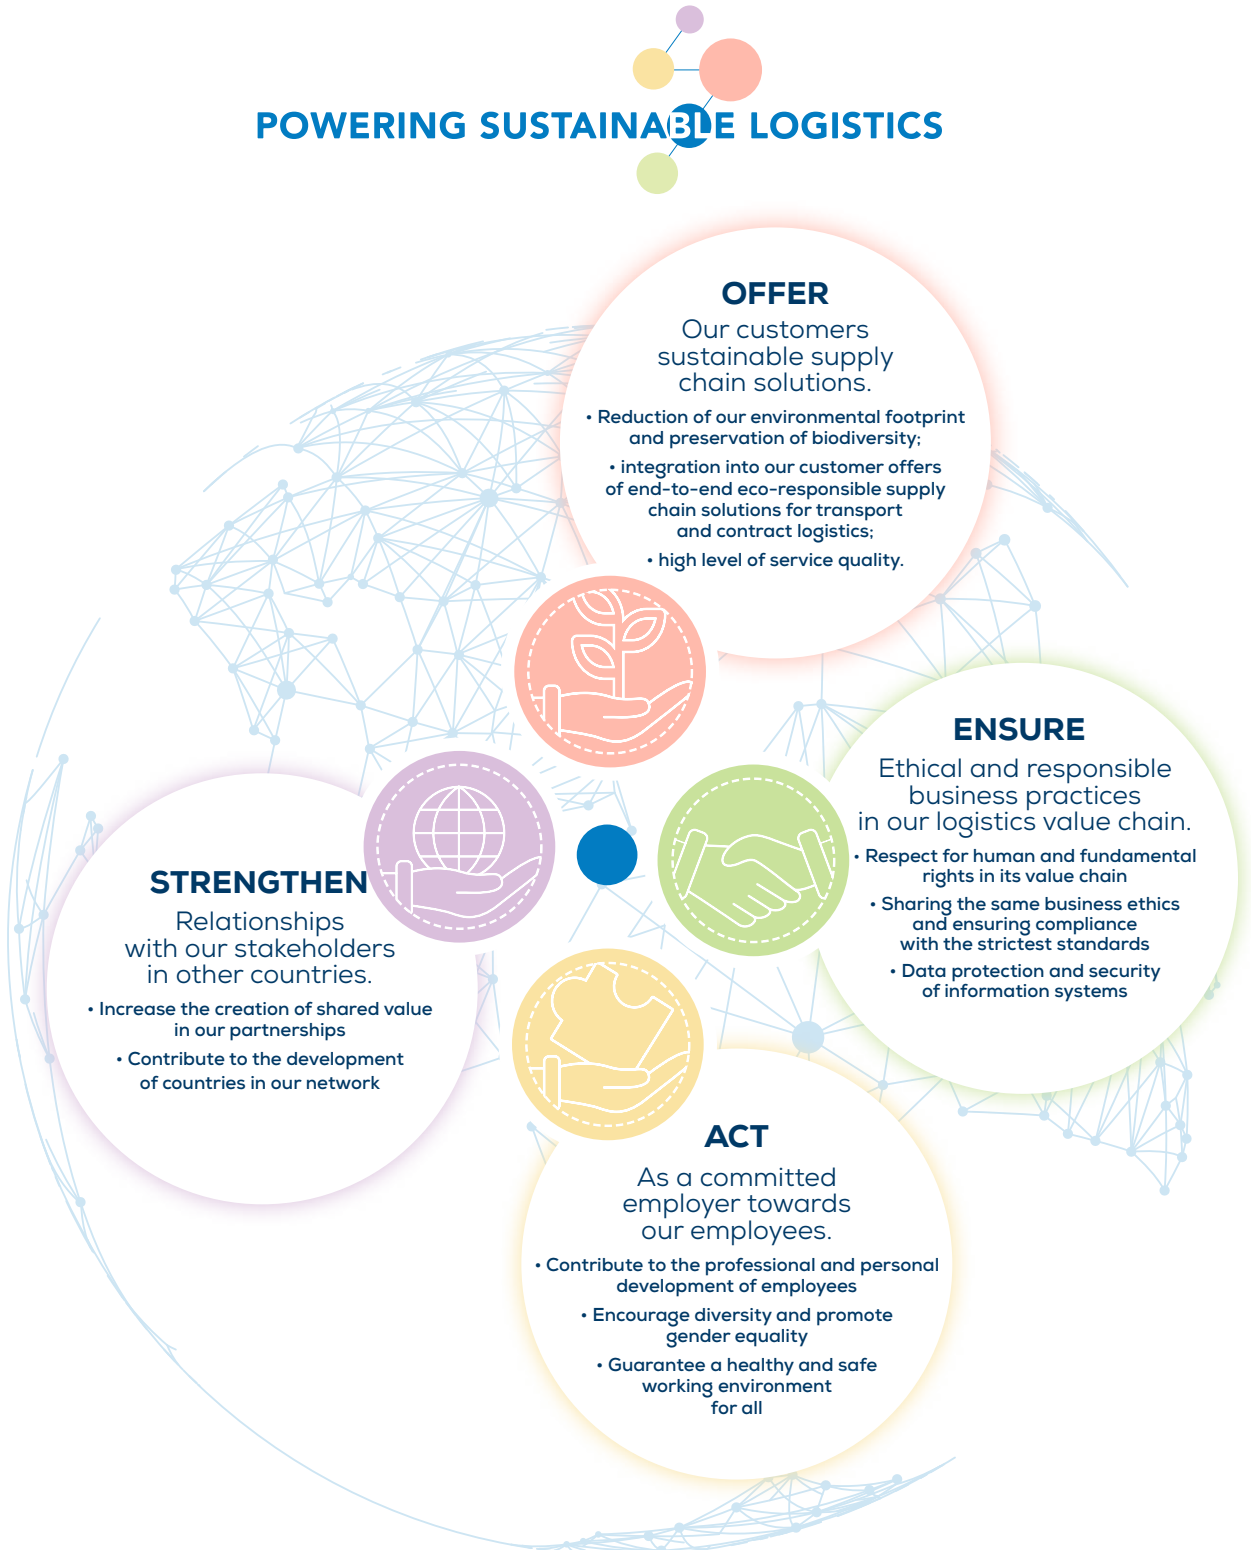 POWERING SUSTAINABLE LOGISTICS
OFFER
Our customers
sustainable supply
chain solutions.
• Reduction of our environmental footprint
and preservation of biodiversity;
• integration into our customer offers
of end-to-end eco-responsible supply
chain solutions for transport
and contract logistics;
• high level of service quality.
ENSURE
Ethical and responsible
business practices
in our logistics value chain.
• Respect for human and fundamental
rights in its value chain
• Sharing the same business ethics
and ensuring compliance
with the strictest standards
• Data protection and security
of information systems
STRENGTHEN
Relationships
with our stakeholders
in other countries.
• Increase the creation of shared value
in our partnerships
• Contribute to the development
of countries in our network
ACT
As a committed
employer towards
our employees.
• Contribute to the professional and personal
development of employees
• Encourage diversity and promote
gender equality
• Guarantee a healthy and safe
working environment
for all